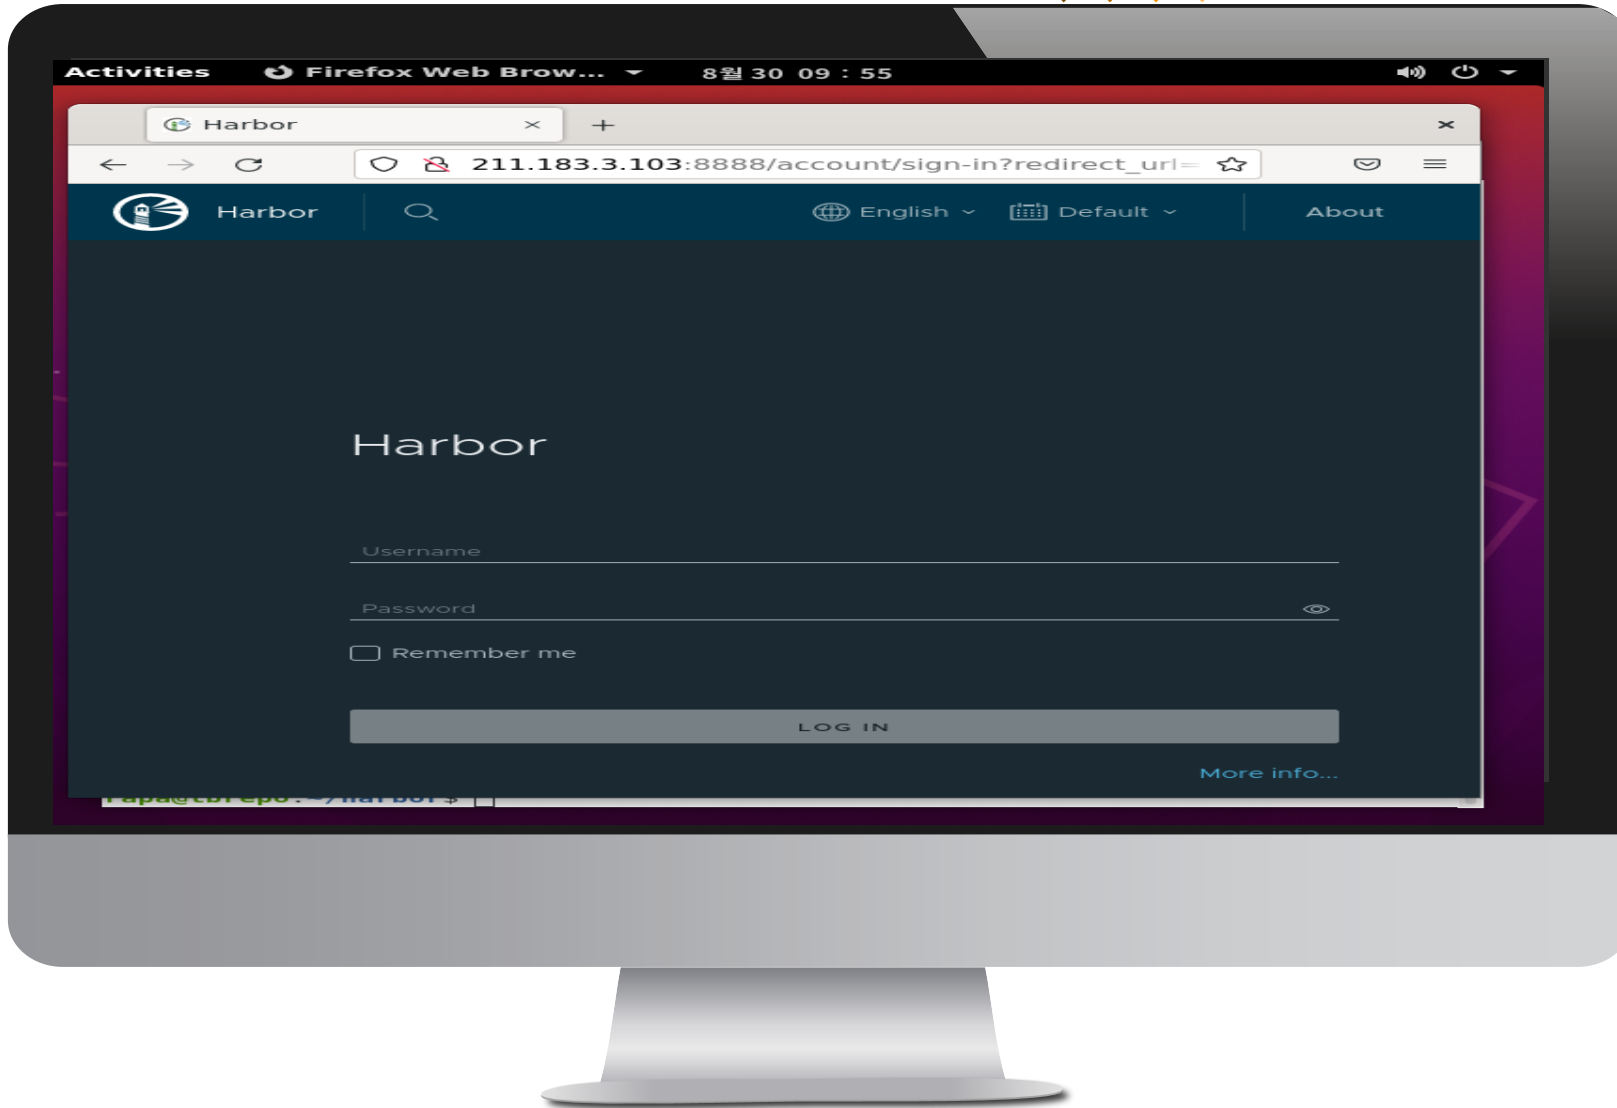 Activities Firefox Web Brow... 8월 30 09 : 55
Harbor
211.183.3.103:8888/account/sign-in?redirect_url=
Harbor English Default About
Harbor
Username
Password
Remember me
LOG IN
More info...